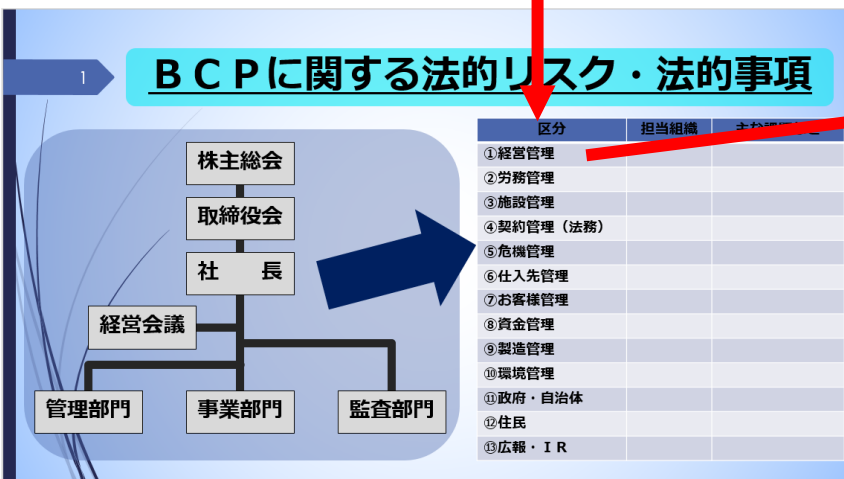 1
BCPに関する法的リスク・法的事項
株主総会
取締役会
社　長
経営会議
管理部門 事業部門 監査部門
区分 担当組織
①経営管理
②労務管理
③施設管理
④契約管理（法務）
⑤危機管理
⑥仕入先管理
⑦お客様管理
⑧資金管理
⑨製造管理
⑩環境管理
⑪政府・自治体
⑫住民
⑬広報・ＩＲ